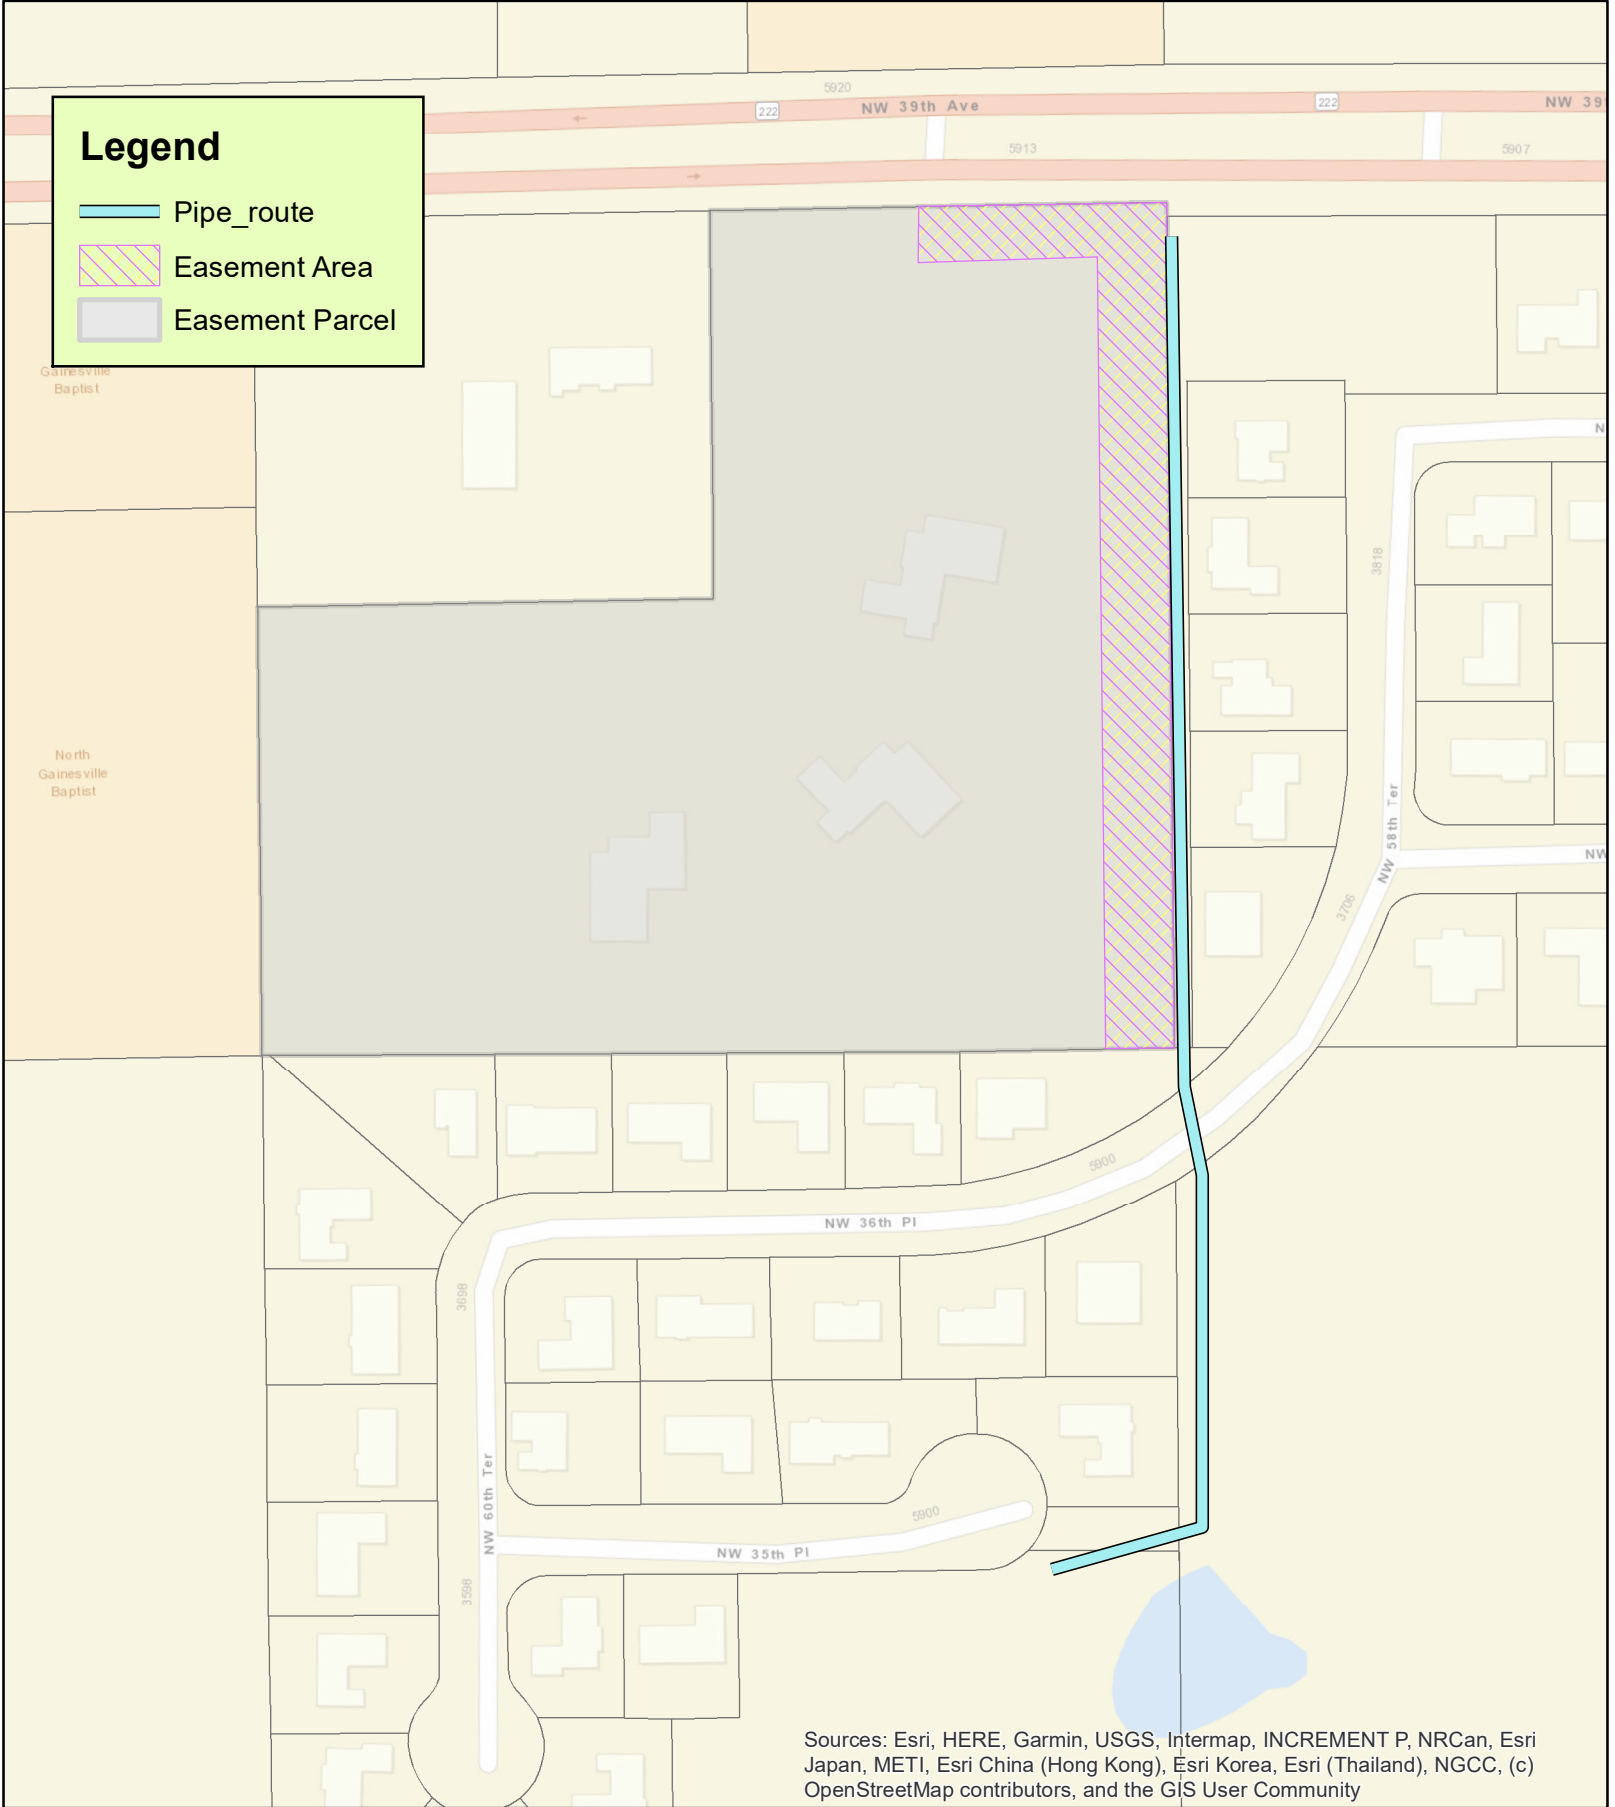 5920
NW 39th Ave
222
222
NW 39
5913
5907
Legend
Pipe_route
Easement Area
Easement Parcel
Gainesville
Baptist
N
3818
North
Gainesville
Baptist
NW 58th Ter
NW
3706
5900
NW 36th Pl
3698
NW 60th Ter
5900
NW 35th Pl
3598
Sources: Esri, HERE, Garmin, USGS, Intermap, INCREMENT P, NRCan, Esri
Japan, METI, Esri China (Hong Kong), Esri Korea, Esri (Thailand), NGCC, (c)
OpenStreetMap contributors, and the GIS User Community